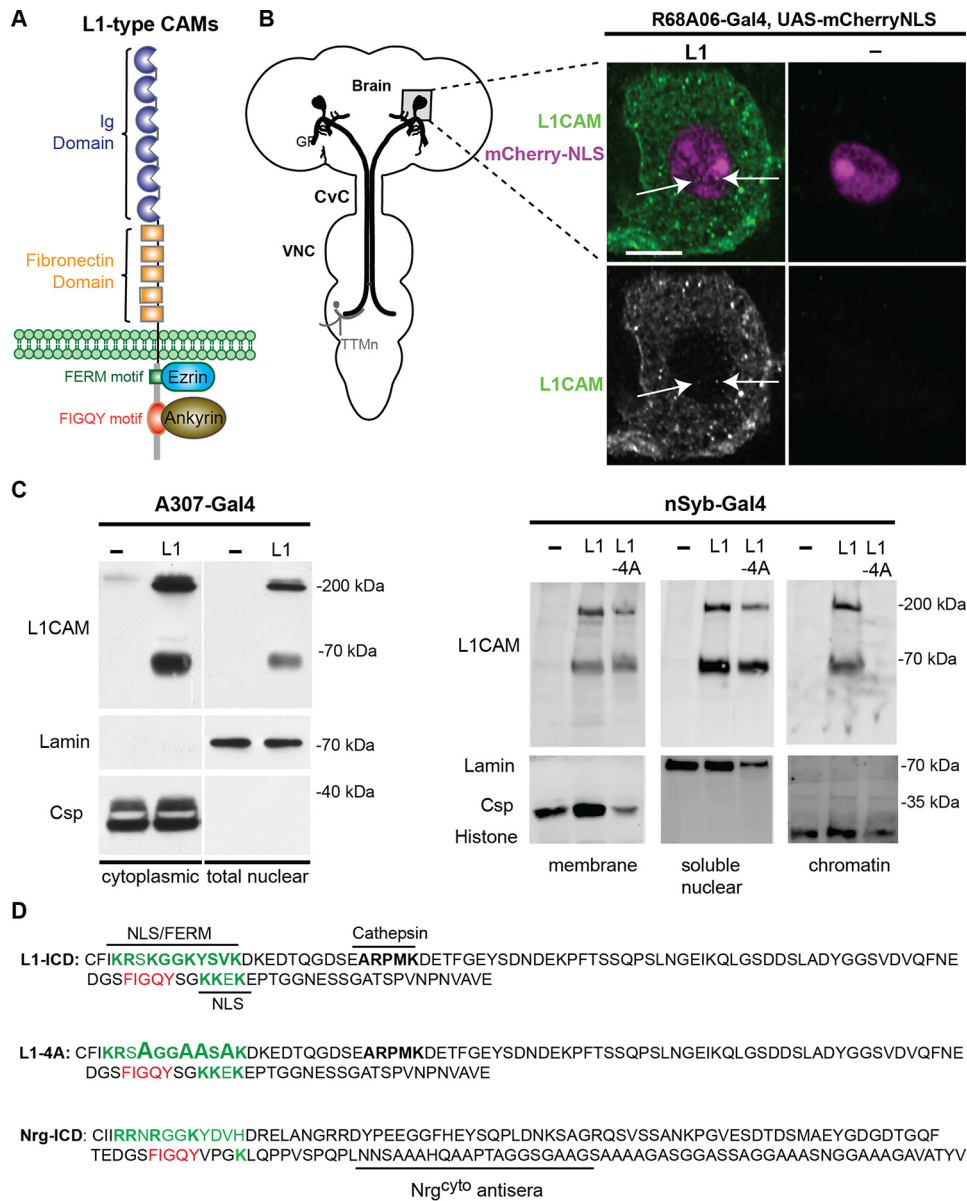 A
L1-type CAMs
Ig
Domain
Fibronectin
Domain
FERM motif
Ezrin
FIGQY motif
Ankyrin
B
Brain
GF
CvC
VNC
TTMn
R68A06-Gal4, UAS-mCherryNLS
L1
–
L1CAM
mCherry-NLS
L1CAM
C
A307-Gal4
– L1 – L1
L1CAM
-200 kDa
-70 kDa
Lamin
-70 kDa
Csp
-40 kDa
cytoplasmic
total nuclear
nSyb-Gal4
– L1 L1 – L1 L1 – L1 L1
-4A -4A -4A
L1CAM
-200 kDa
-70 kDa
Lamin
-70 kDa
Csp
-35 kDa
Histone
membrane
soluble
nuclear
chromatin
D
NLS/FERM
Cathepsin
L1-ICD: CFIKRSKGGKYSVKDKEDTQGDSEARPMKDETFGEYSDNDEKPFTSSQPSLNGEIKQLGSDDSLADYGGSVDVQFNE
DGSFIGQYSGKKEKEPTGGNESSGATSPVNPNVAVE
NLS
L1-4A: CFIKRSAGGAASAKDKEDTQGDSEARPMKDETFGEYSDNDEKPFTSSQPSLNGEIKQLGSDDSLADYGGSVDVQFNE
DGSFIGQYSGKKEKEPTGGNESSGATSPVNPNVAVE
Nrg-ICD: CIIRRNRGGKYDVHDRELANGRRDYPEEGGFHEYSQPLDNKSAGRQSVSSANKPGVESDTDSMAEYGDGDTGQF
TEDGSFIGQYVPGKLQPPVSPQPLNNSAAAHQAAPTAGGSGAAGSAAAAGASGGASSAGGAAASNGGAAAGAVATYV
Nrgcyto antisera